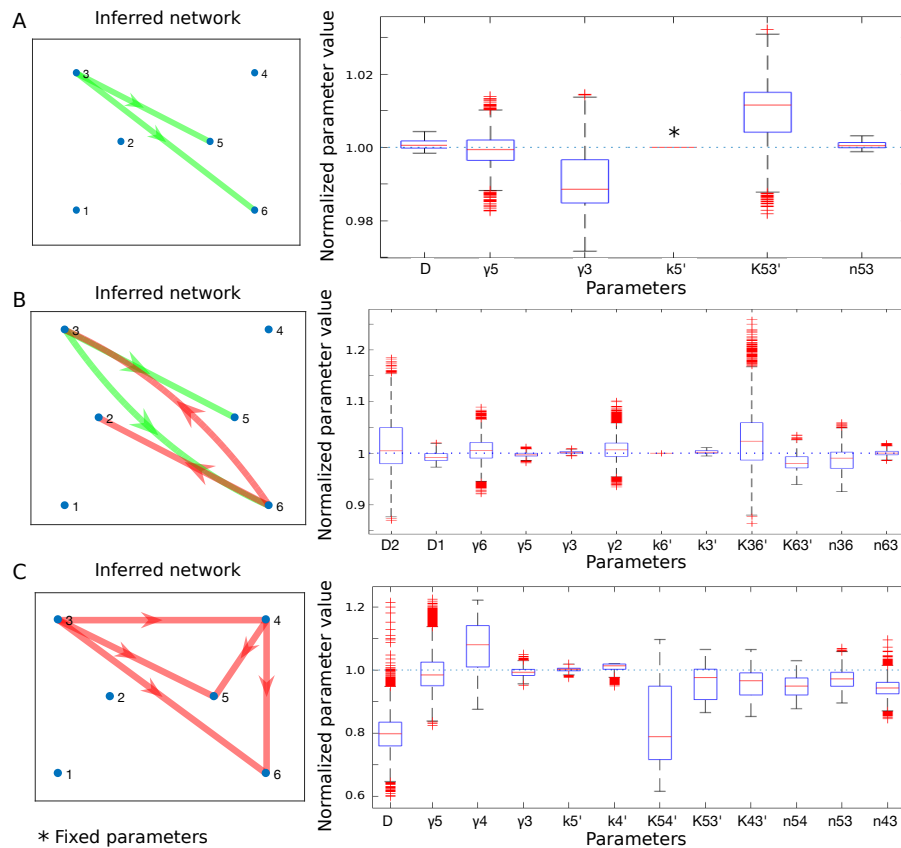 A
Inferred network
3
4
2
5
1
6
Normalized parameter value
1.02
1.00
0.98
*
D γ5 γ3 k5' K53' n53
Parameters
B
Inferred network
3
4
2
5
1
6
Normalized parameter value
1.2
1.1
1
0.9
D2 D1 γ6 γ5 γ3 γ2 k6' k3' K36' K63' n36 n63
Parameters
C
Inferred network
3
4
2
5
1
6
Normalized parameter value
1.2
1.0
0.8
0.6
D γ5 γ4 γ3 k5' k4' K54' K53' K43' n54 n53 n43
Parameters
* Fixed parameters